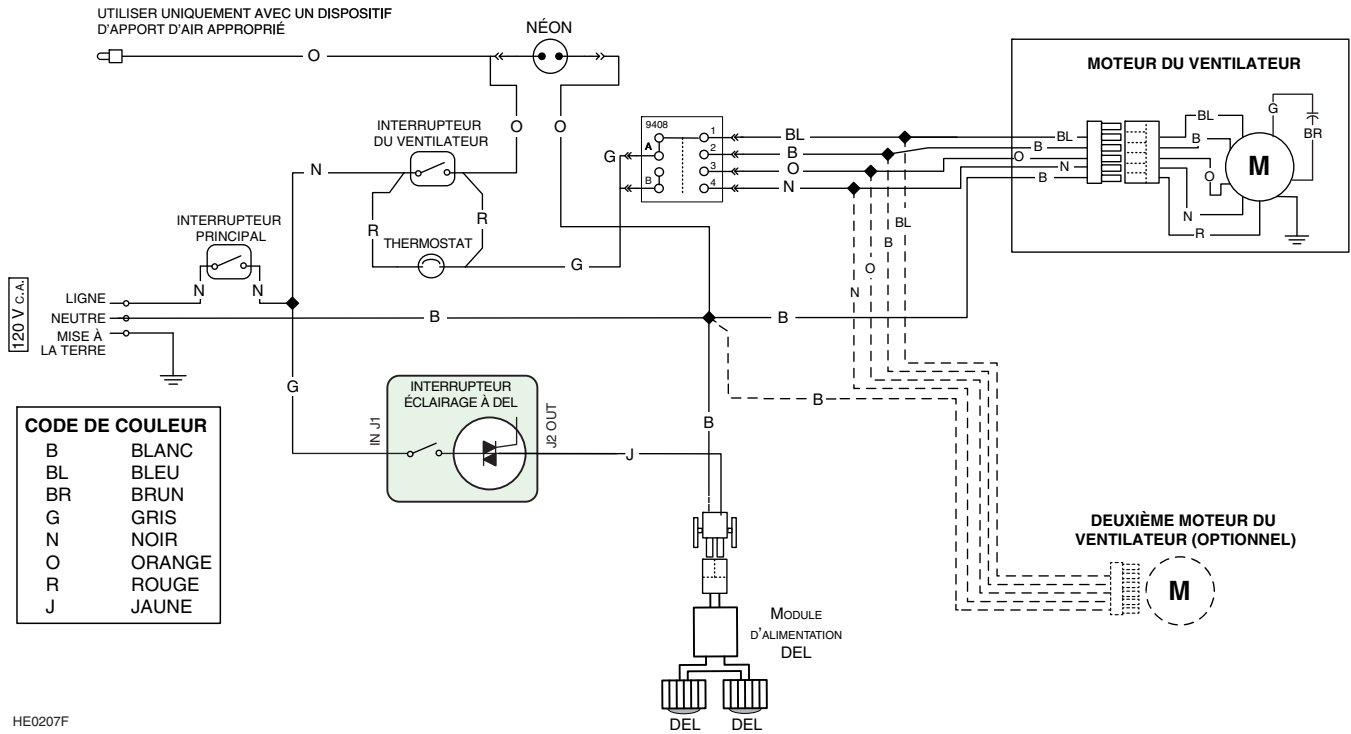 UTILISER UNIQUEMENT AVEC UN DISPOSITIF
D'APPORT D'AIR APPROPRIÉ
NÉON
O
MOTEUR DU VENTILATEUR
INTERRUPTEUR
DU VENTILATEUR
O
O
9408
A
B
1
2
3
4
G
BL
B
O
N
BL
B
O
N
B
BL
B
O
N
R
G
BR
M
N
R
R
THERMOSTAT
G
INTERRUPTEUR
PRINCIPAL
N
N
BL
B
O
N
120 V C.A.
LIGNE
NEUTRE
MISE À
LA TERRE
B
B
G
INTERRUPTEUR
ÉCLAIRAGE À DEL
IN J1
J2 OUT
J
B
B
CODE DE COULEUR
B BLANC
BL BLEU
BR BRUN
G GRIS
N NOIR
O ORANGE
R ROUGE
J JAUNE
DEUXIÈME MOTEUR DU
VENTILATEUR (OPTIONNEL)
M
MODULE
D'ALIMENTATION
DEL
DEL
DEL
HE0207F